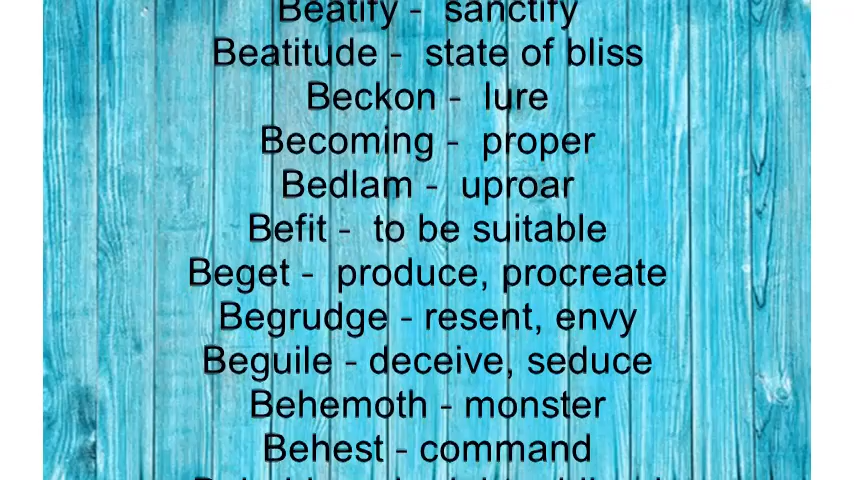 Beatify - sanctify
Beatitude - state of bliss
Beckon - lure
Becoming - proper
Bedlam - uproar
Befit - to be suitable
Beget - produce, procreate
Begrudge - resent, envy
Beguile - deceive, seduce
Behemoth - monster
Behest - command